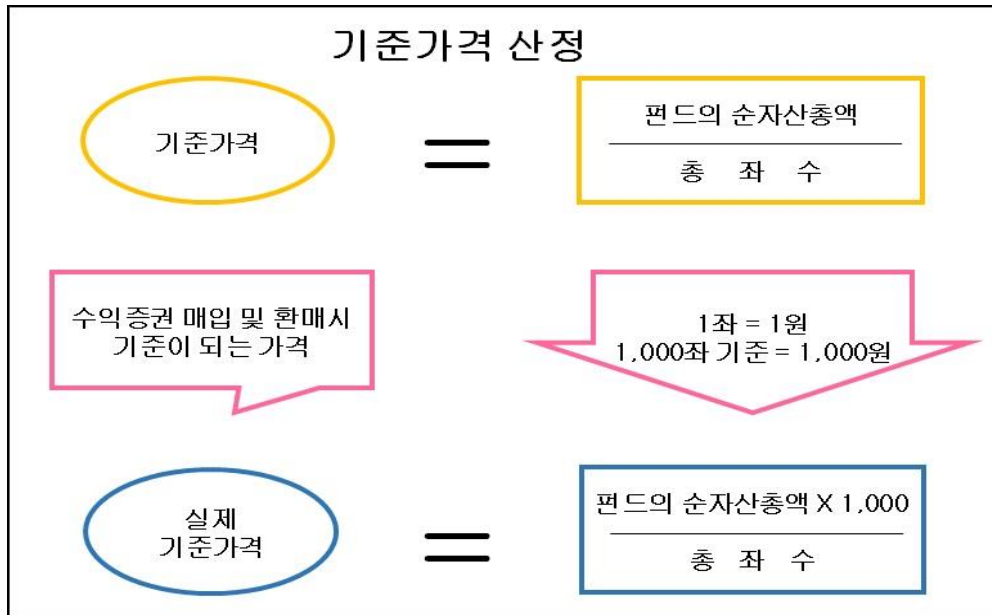 기준가격 산정
기준가격
=
펀드의 순자산총액
총 좌 수
수익증권 매입 및 환매시
기준이 되는 가격
1좌 = 1원
1,000좌 기준 = 1,000원
실제
기준가격
=
펀드의 순자산총액 X 1,000
총 좌 수